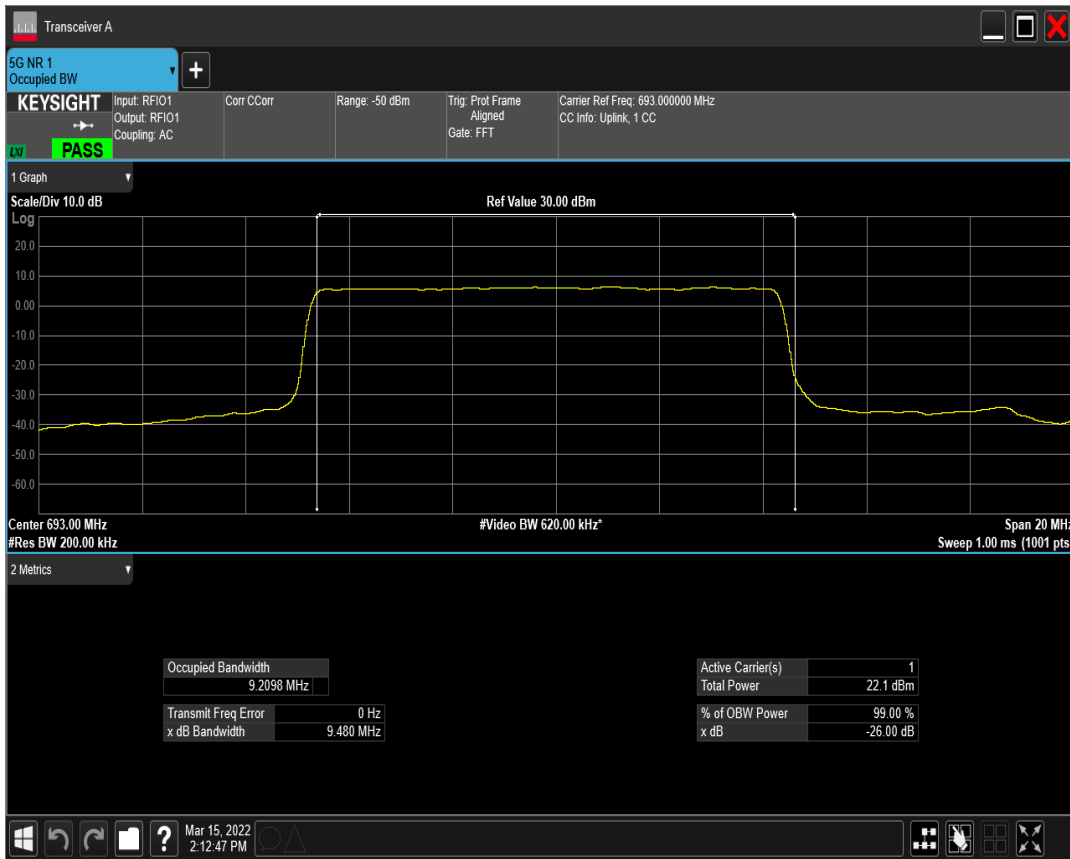 Transceiver A
5G NR 1
Occupied BW
+
KEYSIGHT
LXI
PASS
Input: RFIO1
Output: RFIO1
Coupling: AC
Corr CCorr
Range: -50 dBm
Trig: Prot Frame
Aligned
Gate: FFT
Carrier Ref Freq: 693.000000 MHz
CC Info: Uplink, 1 CC
1 Graph
Scale/Div 10.0 dB
Ref Value 30.00 dBm
Log
20.0
10.0
0.00
-10.0
-20.0
-30.0
-40.0
-50.0
-60.0
Center 693.00 MHz
#Video BW 620.00 kHz*
Span 20 MHz
#Res BW 200.00 kHz
Sweep 1.00 ms (1001 pts
2 Metrics
Occupied Bandwidth
9.2098 MHz
Transmit Freq Error 0 Hz
x dB Bandwidth 9.480 MHz
Active Carrier(s) 1
Total Power 22.1 dBm
% of OBW Power 99.00 %
x dB -26.00 dB
?
Mar 15, 2022
2:12:47 PM